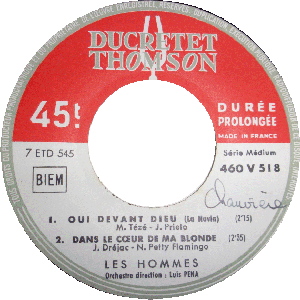 DUCRETET
THOMSON
45t.
DURÉE
PROLONGÉE
MADE IN FRANCE
7 ETD 545
Série Médium
460 V 518
BIEM
1. OUI DEVANT DIEU (La Novia) (2'15)
M. Tézé - J. Prieto
2. DANS LE CŒUR DE MA BLONDE (2'35)
J. Dréjac - N. Petty Flamingo
LES HOMMES
Orchestre direction : Luis PENA